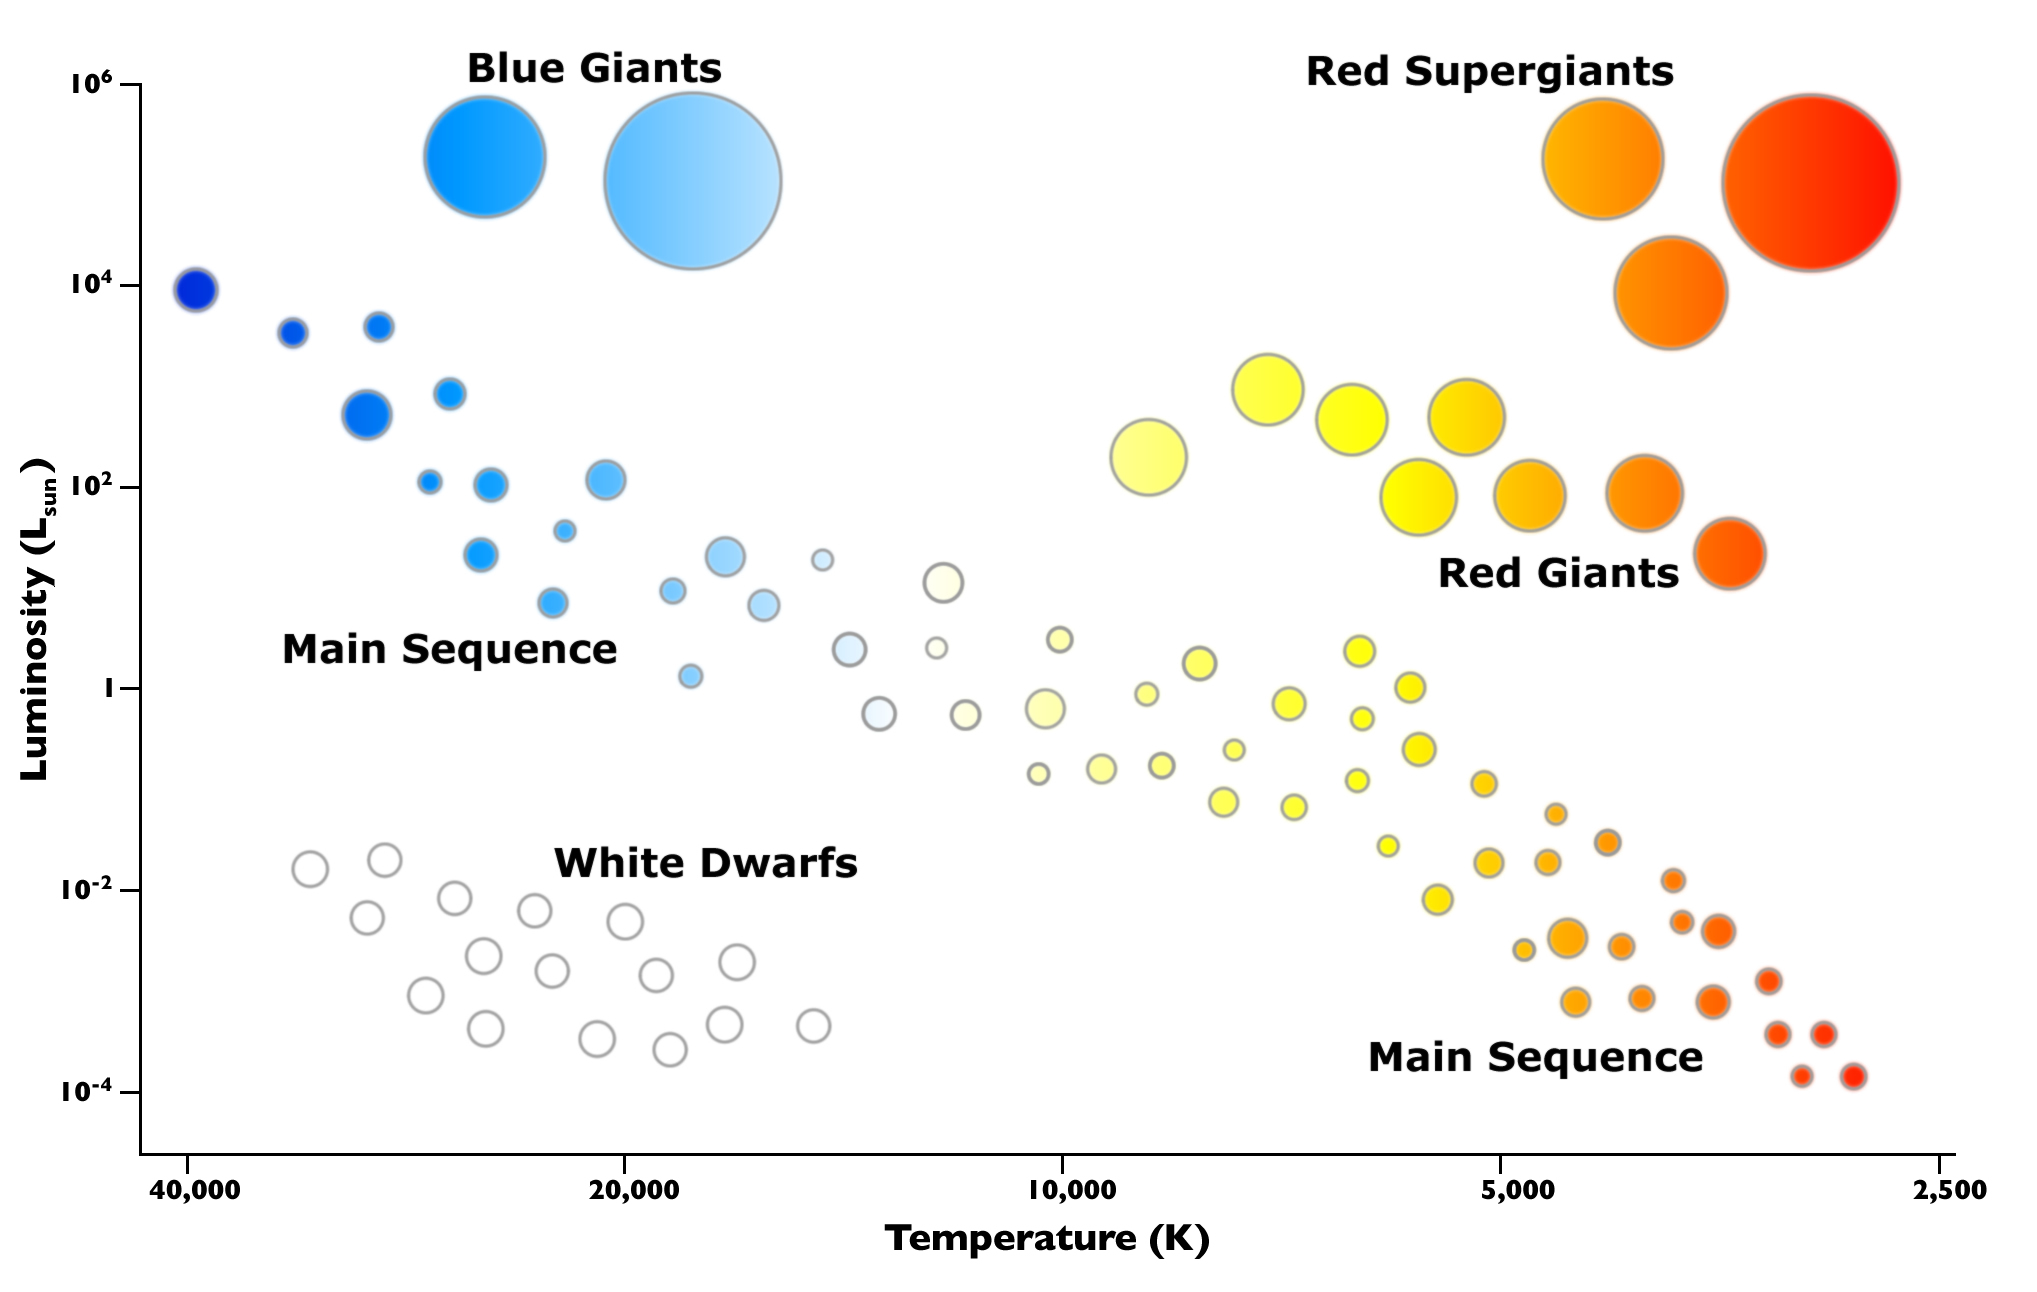 Blue Giants
Red Supergiants
10⁶
10⁴
10²
1
10⁻²
10⁻⁴
Luminosity (Lsun)
Red Giants
Main Sequence
White Dwarfs
Main Sequence
40,000
20,000
10,000
5,000
2,500
Temperature (K)